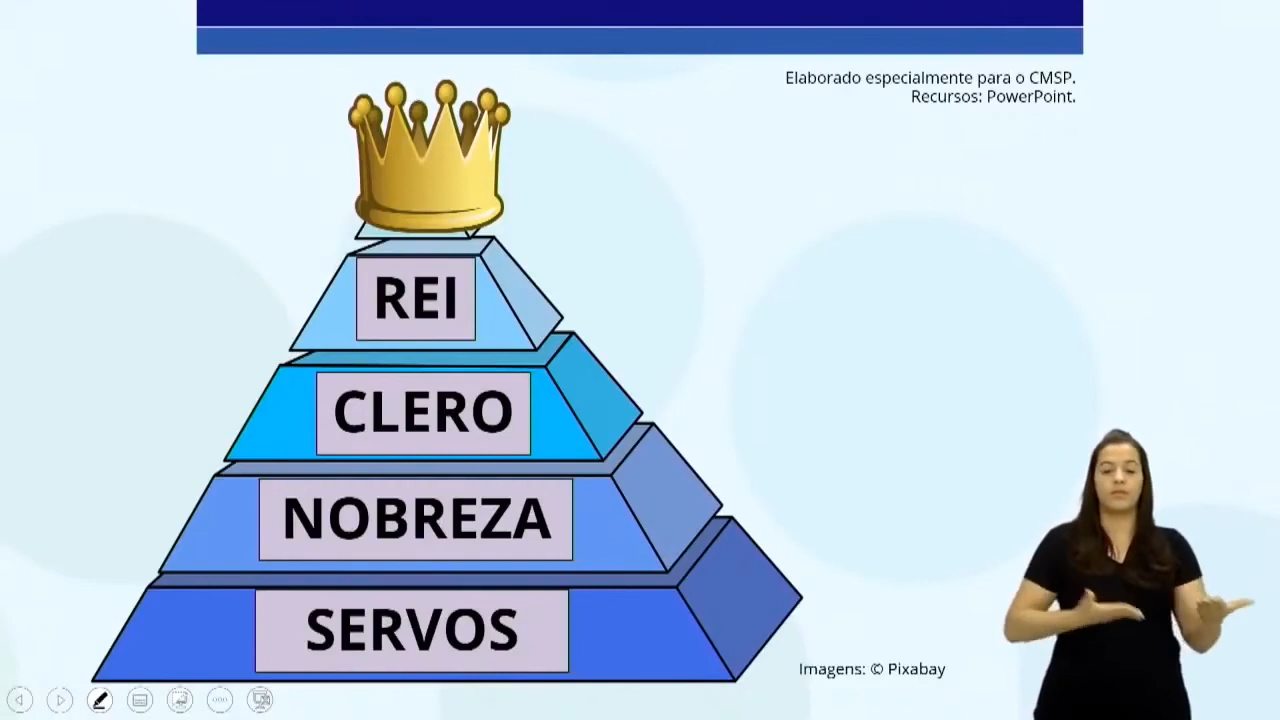 Elaborado especialmente para o CMSP.
Recursos: PowerPoint.
REI
CLERO
NOBREZA
SERVOS
Imagens: © Pixabay